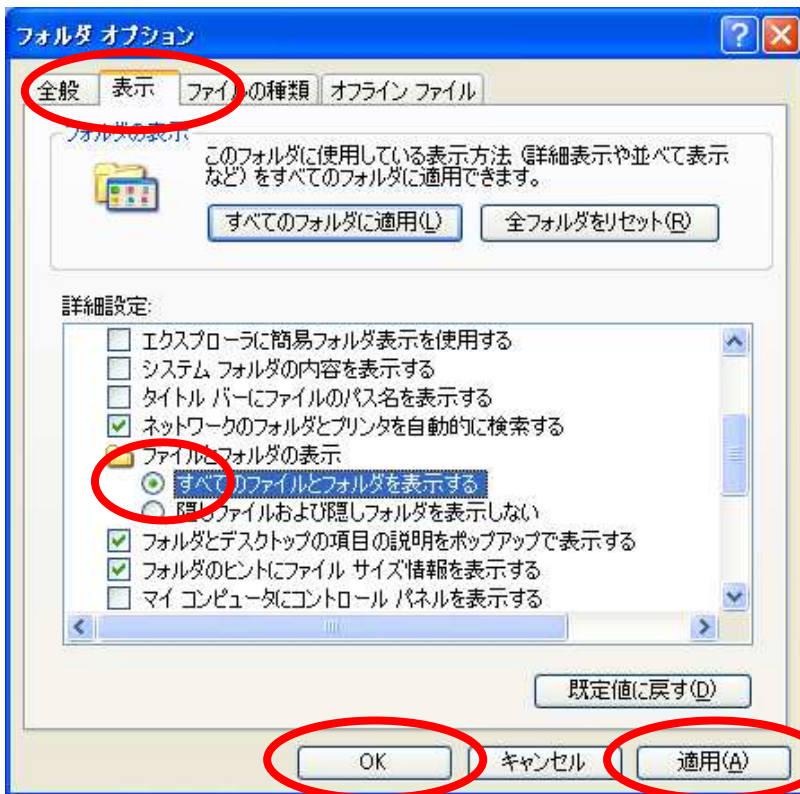 フォルダ オプション
全般
表示
ファイルの種類
オフライン ファイル
フォルダの表示
このフォルダに使用している表示方法 (詳細表示や並べて表示
など) をすべてのフォルダに適用できます。
すべてのフォルダに適用(L)
全フォルダをリセット(R)
詳細設定:
エクスプローラに簡易フォルダ表示を使用する
システム フォルダの内容を表示する
タイトル バーにファイルのパス名を表示する
ネットワークのフォルダとプリンタを自動的に検索する
ファイルとフォルダの表示
すべてのファイルとフォルダを表示する
隠しファイルおよび隠しフォルダを表示しない
フォルダとデスクトップの項目の説明をポップアップで表示する
フォルダのヒントにファイル サイズ情報を表示する
マイ コンピュータにコントロール パネルを表示する
既定値に戻す(D)
OK
キャンセル
適用(A)